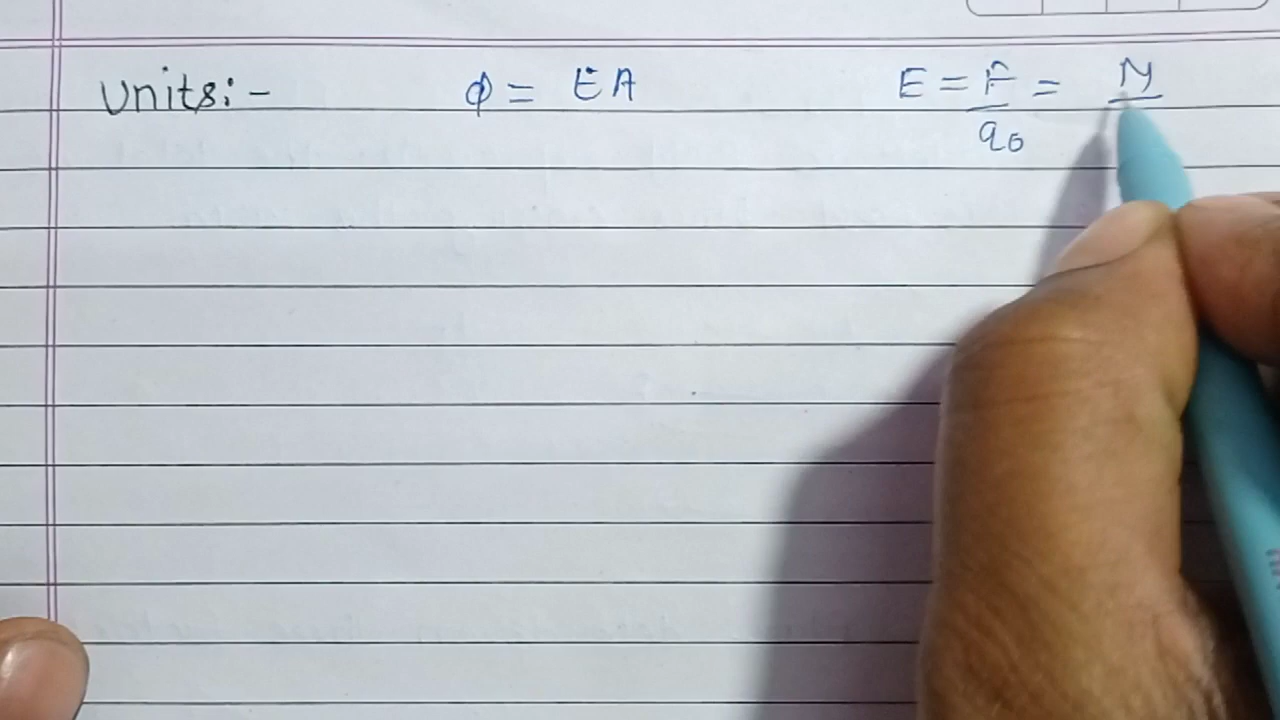 Units:- φ = EA E = F/q₀ = N/